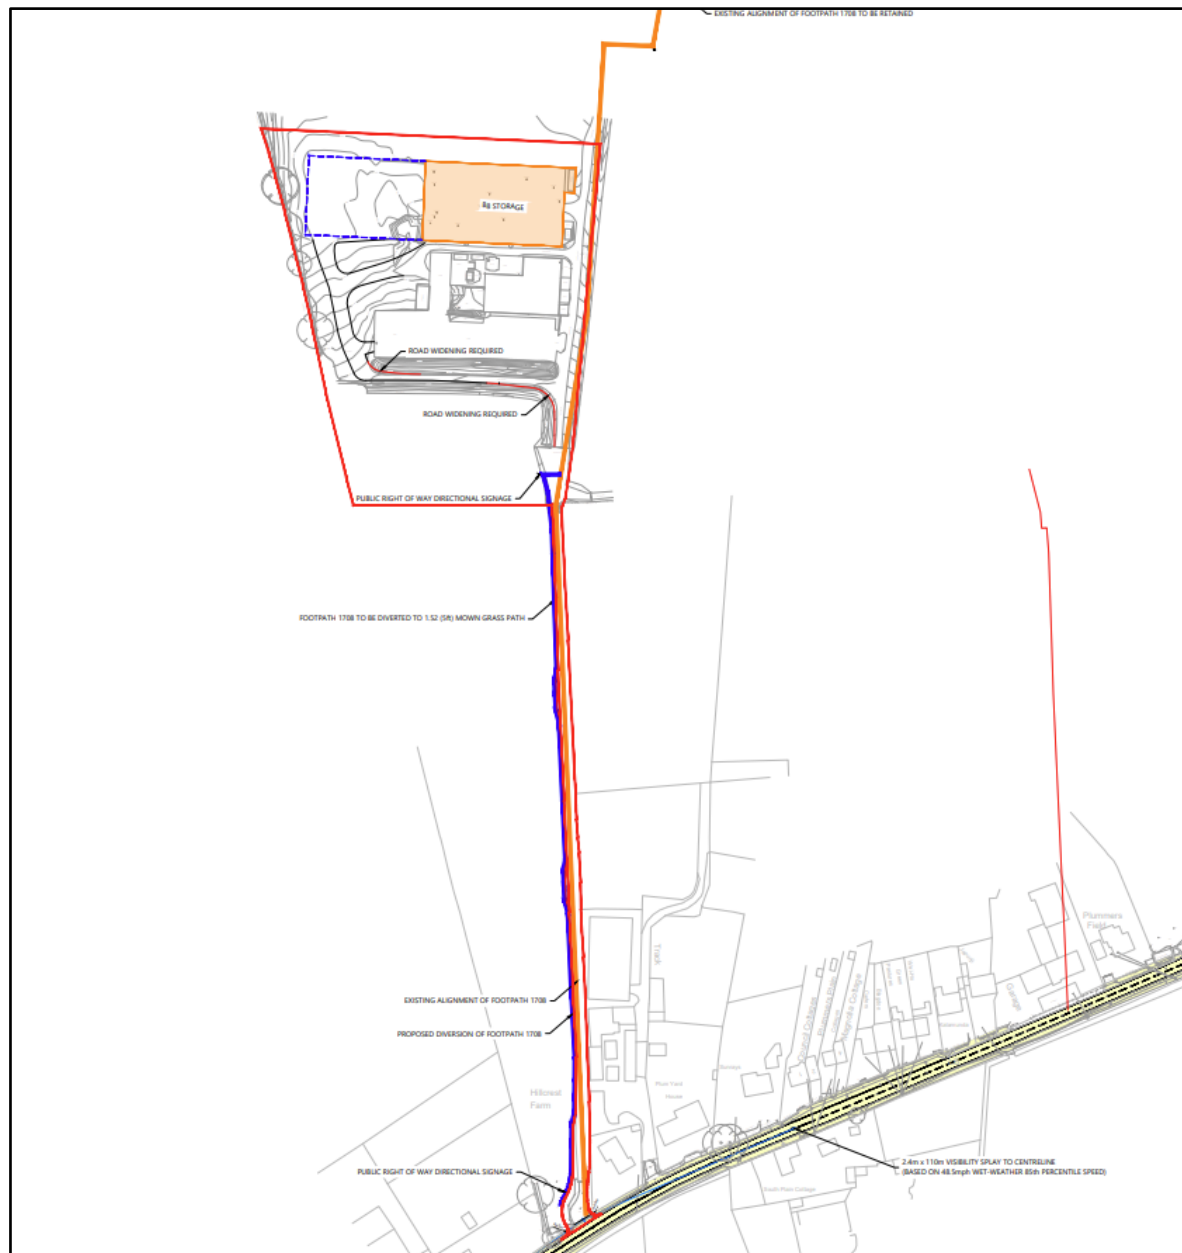 EXISTING ALIGNMENT OF FOOTPATH 1708 TO BE RETAINED
B8 STORAGE
ROAD WIDENING REQUIRED
ROAD WIDENING REQUIRED
PUBLIC RIGHT OF WAY DIRECTIONAL SIGNAGE
FOOTPATH 1708 TO BE DIVERTED TO 1.52 (5ft) MOWN GRASS PATH
Plummers
Field
Track
Garage
EXISTING ALIGNMENT OF FOOTPATH 1708
PROPOSED DIVERSION OF FOOTPATH 1708
Magnolia Cottage
Hillcrest
Farm
House
PUBLIC RIGHT OF WAY DIRECTIONAL SIGNAGE
2.4m x 110m VISIBILITY SPLAY TO CENTRELINE
(BASED ON 48.5mph WET-WEATHER 85th PERCENTILE SPEED)